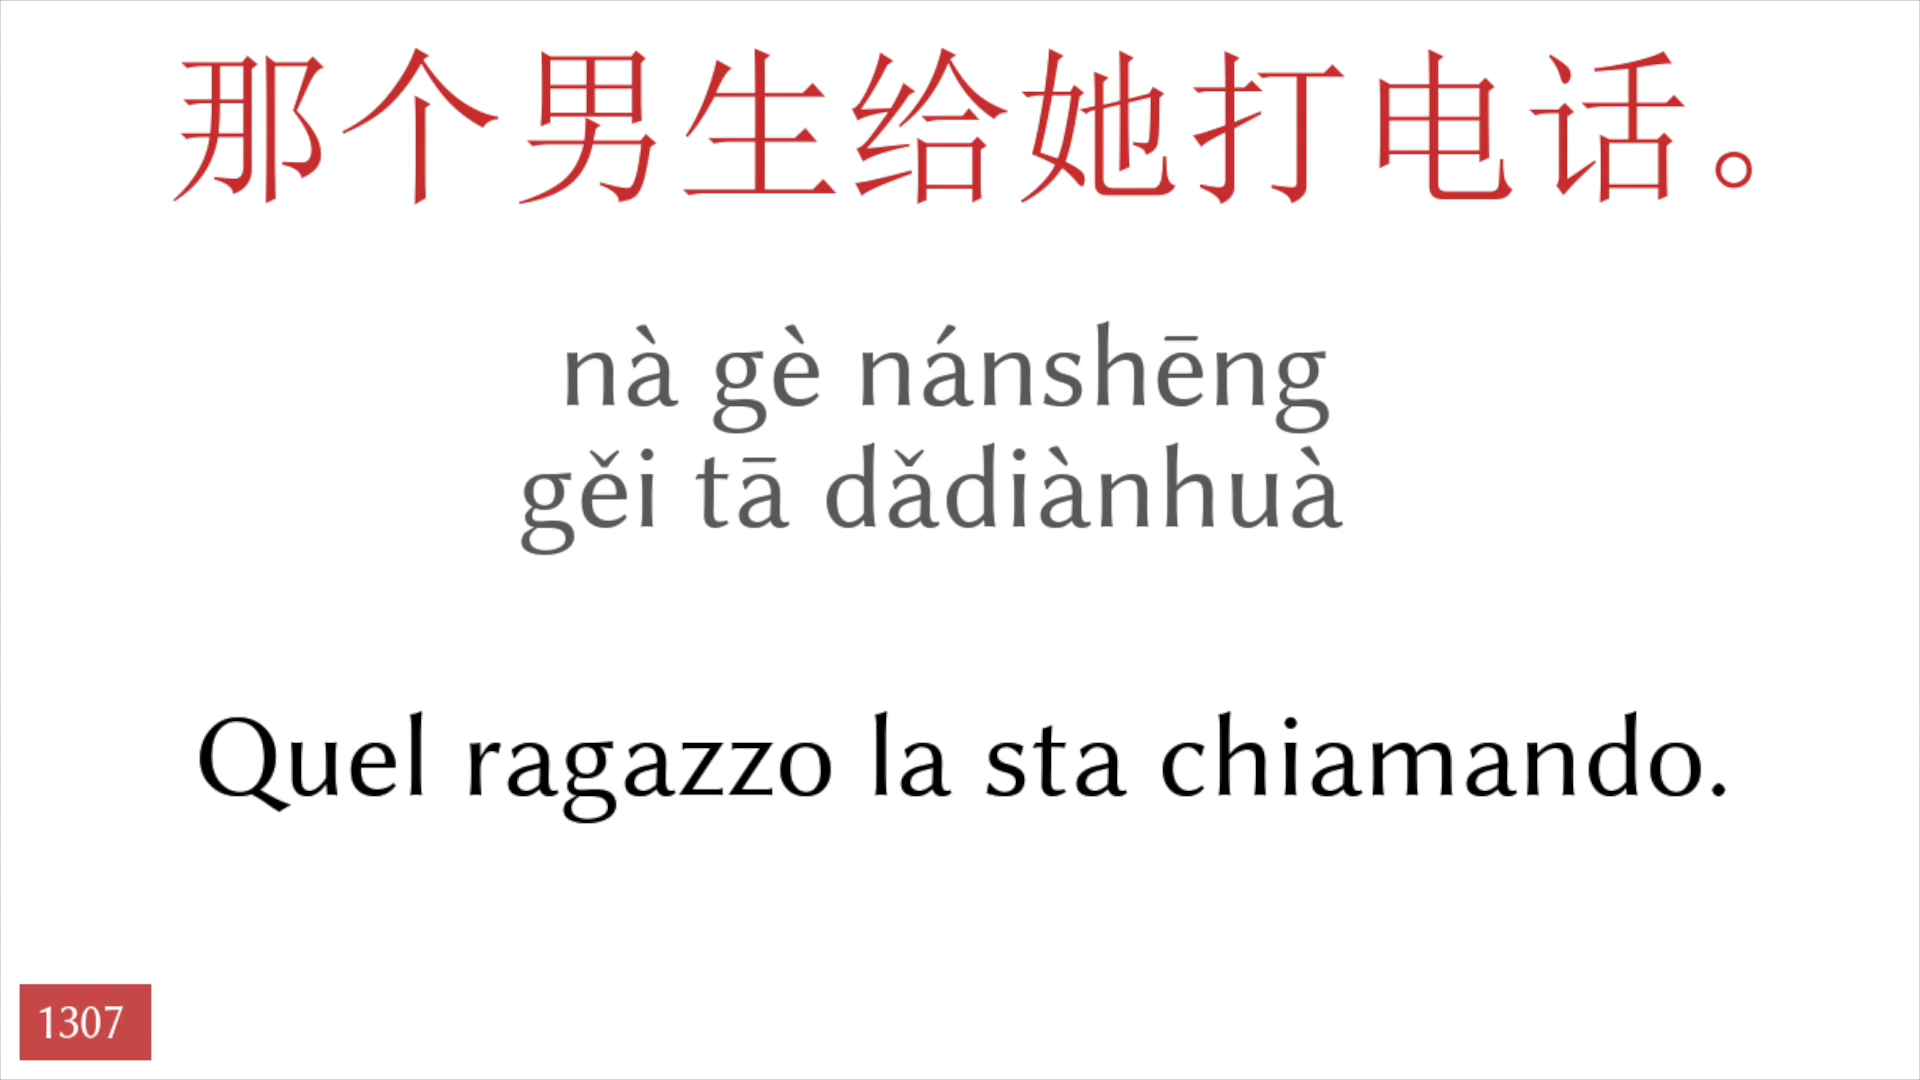 那个男生给她打电话。
nà gè nánshēng
gěi tā dǎdiànhuà
Quel ragazzo la sta chiamando.
1307